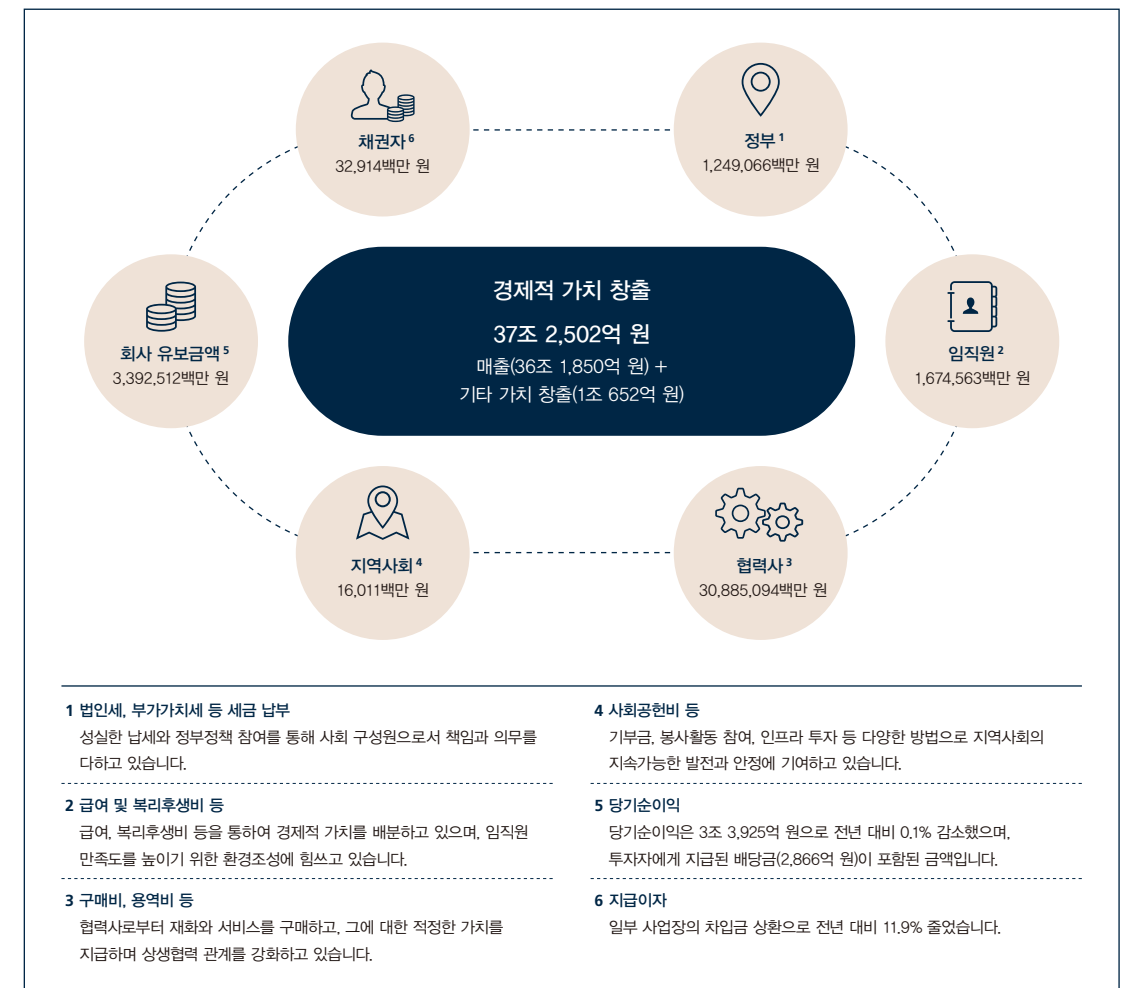 채권자 6
32,914백만 원
정부 1
1,249,066백만 원
경제적 가치 창출
37조 2,502억 원
매출(36조 1,850억 원) +
기타 가치 창출(1조 652억 원)
회사 유보금액 5
3,392,512백만 원
임직원 2
1,674,563백만 원
지역사회 4
16,011백만 원
협력사 3
30,885,094백만 원
1 법인세, 부가가치세 등 세금 납부
성실한 납세와 정부정책 참여를 통해 사회 구성원으로서 책임과 의무를
다하고 있습니다.
2 급여 및 복리후생비 등
급여, 복리후생비 등을 통하여 경제적 가치를 배분하고 있으며, 임직원
만족도를 높이기 위한 환경조성에 힘쓰고 있습니다.
3 구매비, 용역비 등
협력사로부터 재화와 서비스를 구매하고, 그에 대한 적정한 가치를
지급하며 상생협력 관계를 강화하고 있습니다.
4 사회공헌비 등
기부금, 봉사활동 참여, 인프라 투자 등 다양한 방법으로 지역사회의
지속가능한 발전과 안정에 기여하고 있습니다.
5 당기순이익
당기순이익은 3조 3,925억 원으로 전년 대비 0.1% 감소했으며,
투자자에게 지급된 배당금(2,866억 원)이 포함된 금액입니다.
6 지급이자
일부 사업장의 차입금 상환으로 전년 대비 11.9% 줄었습니다.